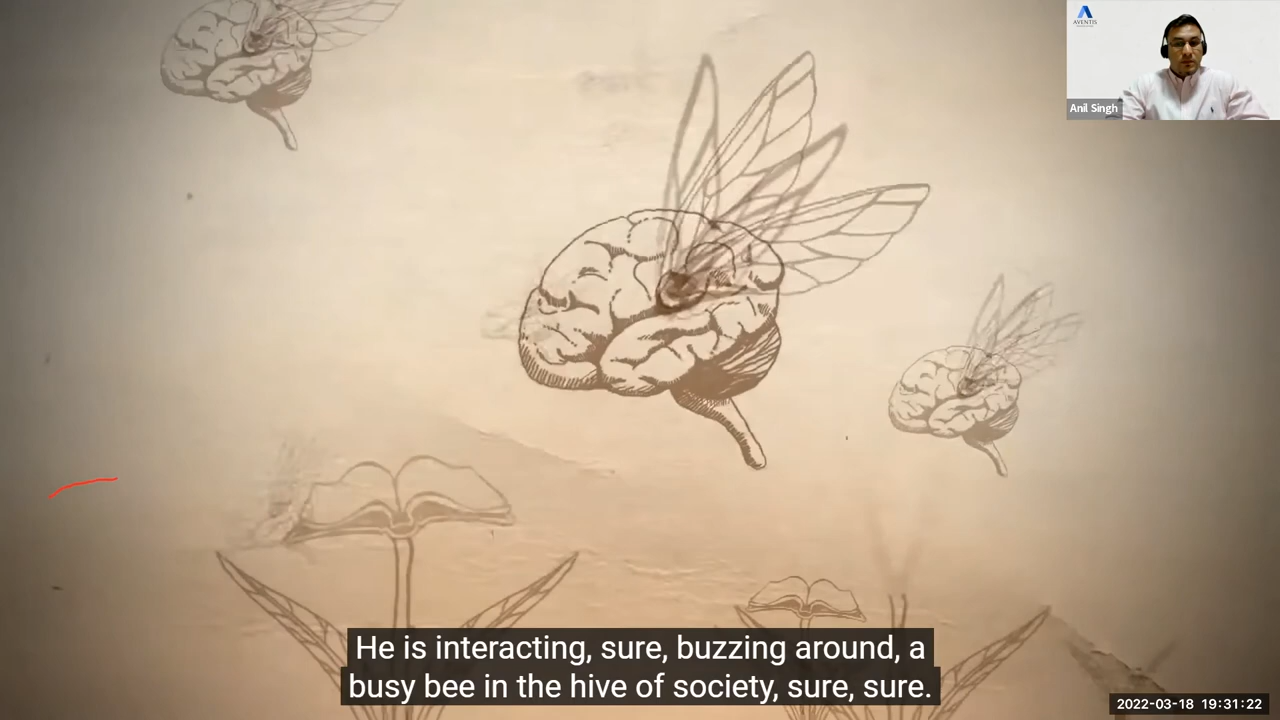 AVENTIS
Anil Singh
He is interacting, sure, buzzing around, a
busy bee in the hive of society, sure, sure.
2022-03-18 19:31:22